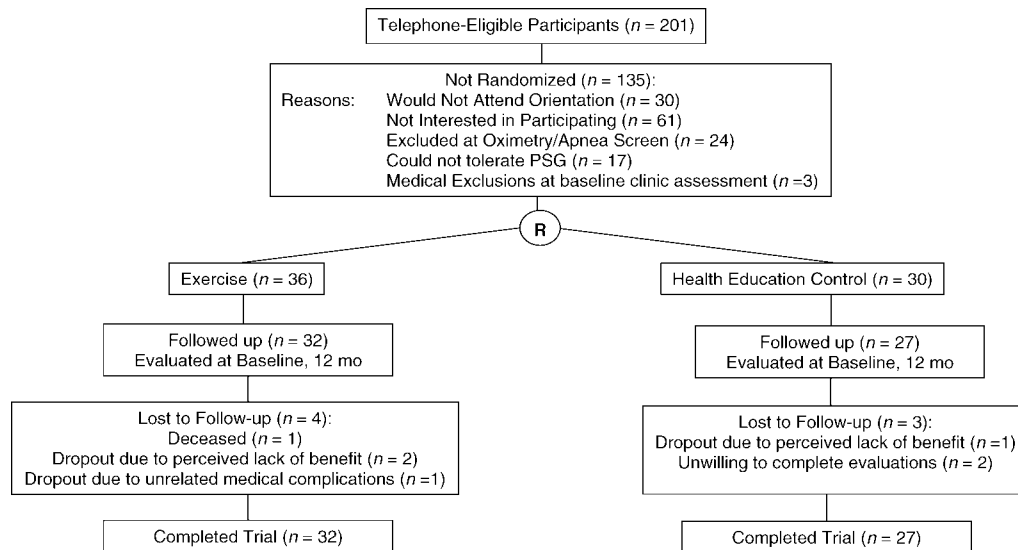 Telephone-Eligible Participants (n = 201)
Not Randomized (n = 135):
Reasons: Would Not Attend Orientation (n = 30)
Not Interested in Participating (n = 61)
Excluded at Oximetry/Apnea Screen (n = 24)
Could not tolerate PSG (n = 17)
Medical Exclusions at baseline clinic assessment (n =3)
R
Exercise (n = 36)
Followed up (n = 32)
Evaluated at Baseline, 12 mo
Lost to Follow-up (n = 4):
Deceased (n = 1)
Dropout due to perceived lack of benefit (n = 2)
Dropout due to unrelated medical complications (n =1)
Completed Trial (n = 32)
Health Education Control (n = 30)
Followed up (n = 27)
Evaluated at Baseline, 12 mo
Lost to Follow-up (n = 3):
Dropout due to perceived lack of benefit (n =1)
Unwilling to complete evaluations (n = 2)
Completed Trial (n = 27)